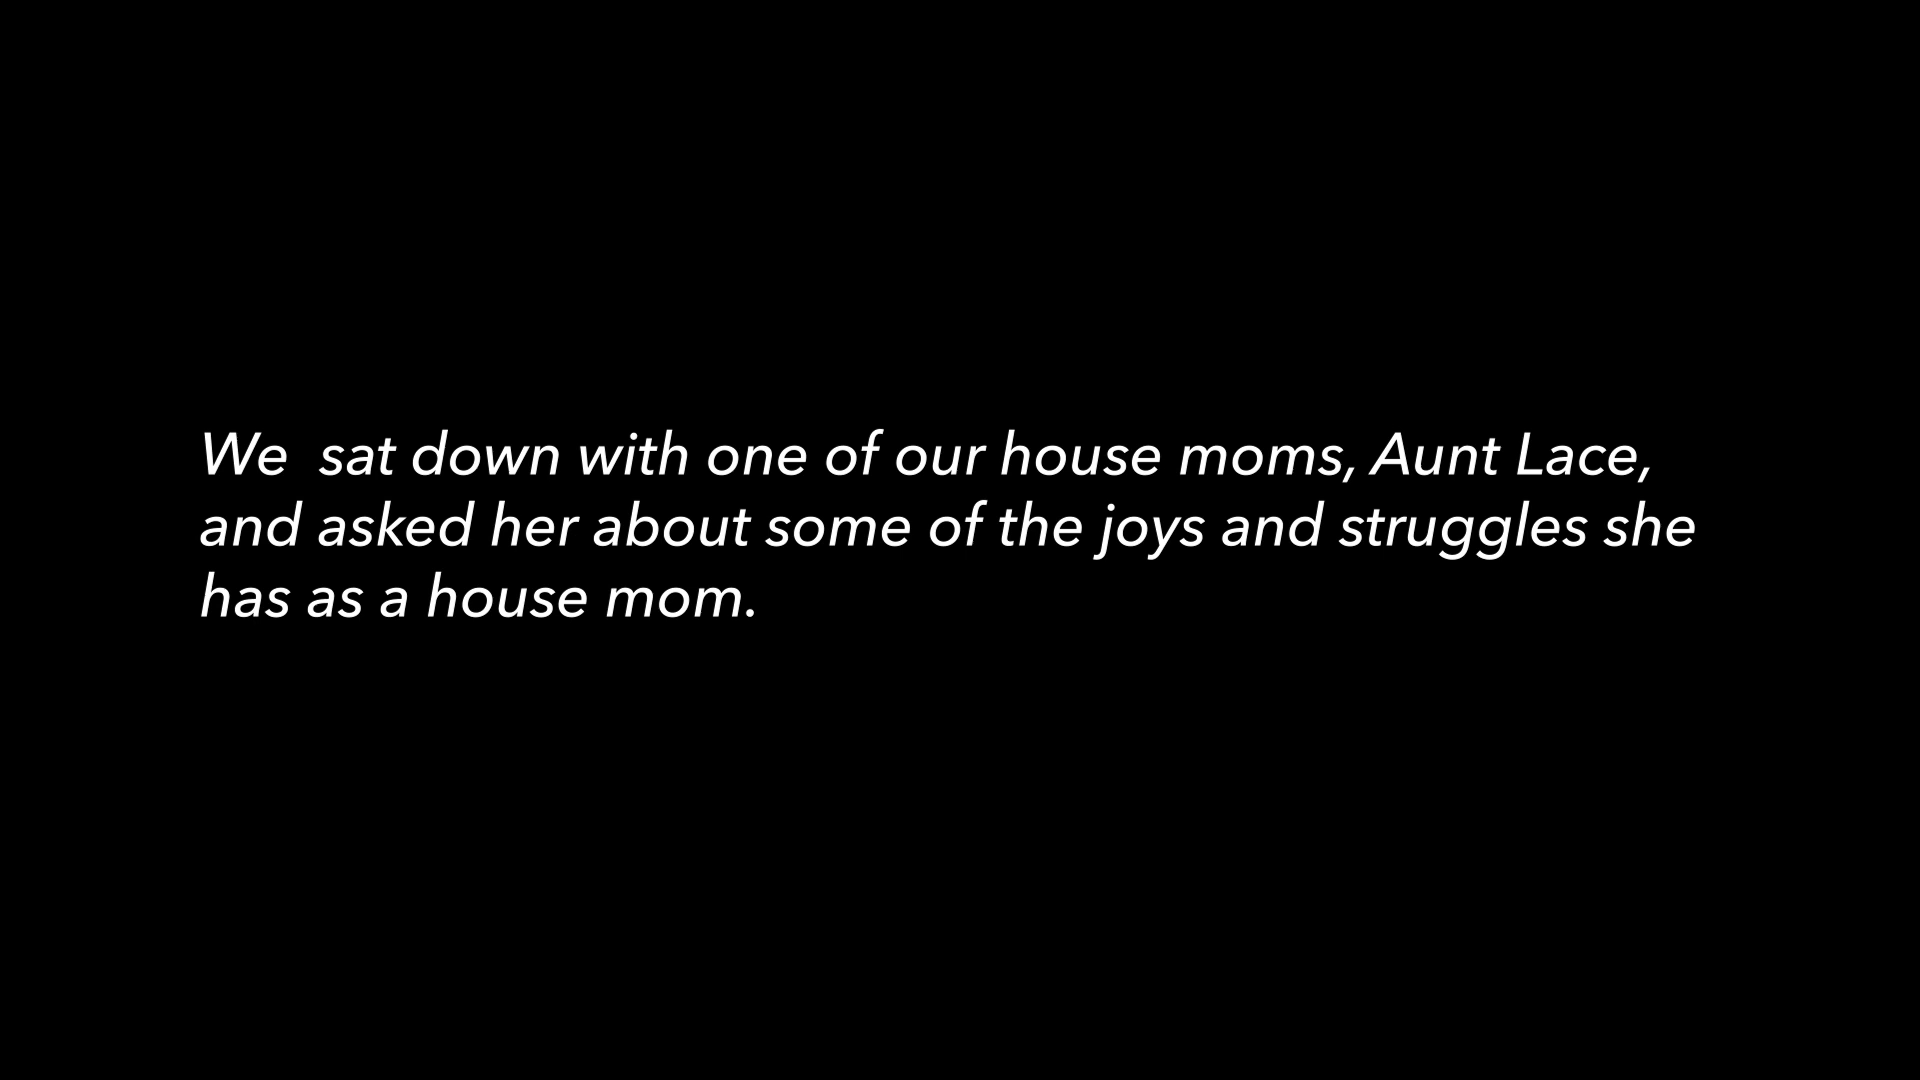 We  sat down with one of our house moms, Aunt Lace,
and asked her about some of the joys and struggles she
has as a house mom.